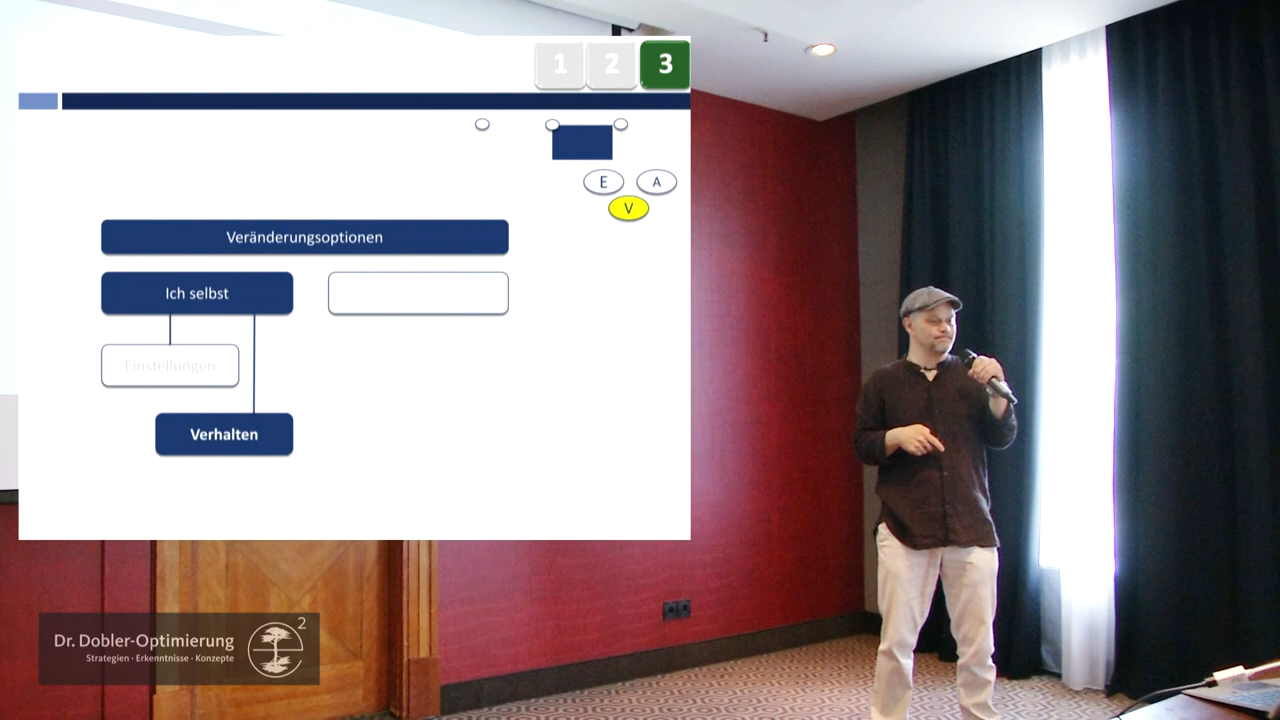 1 2 3
E A
V
Veränderungsoptionen
Ich selbst
Einstellungen
Verhalten
Dr. Dobler-Optimierung 2
Strategien · Erkenntnisse · Konzepte